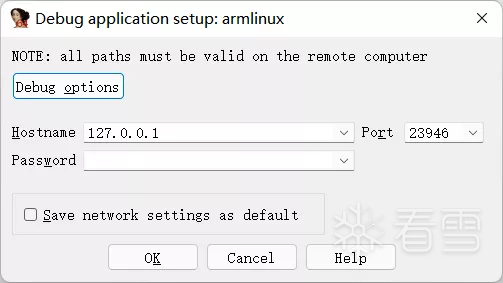 Debug application setup: armlinux
NOTE: all paths must be valid on the remote computer
Debug options
Hostname 127.0.0.1 Port 23946
Password
Save network settings as default
看雪
OK Cancel Help